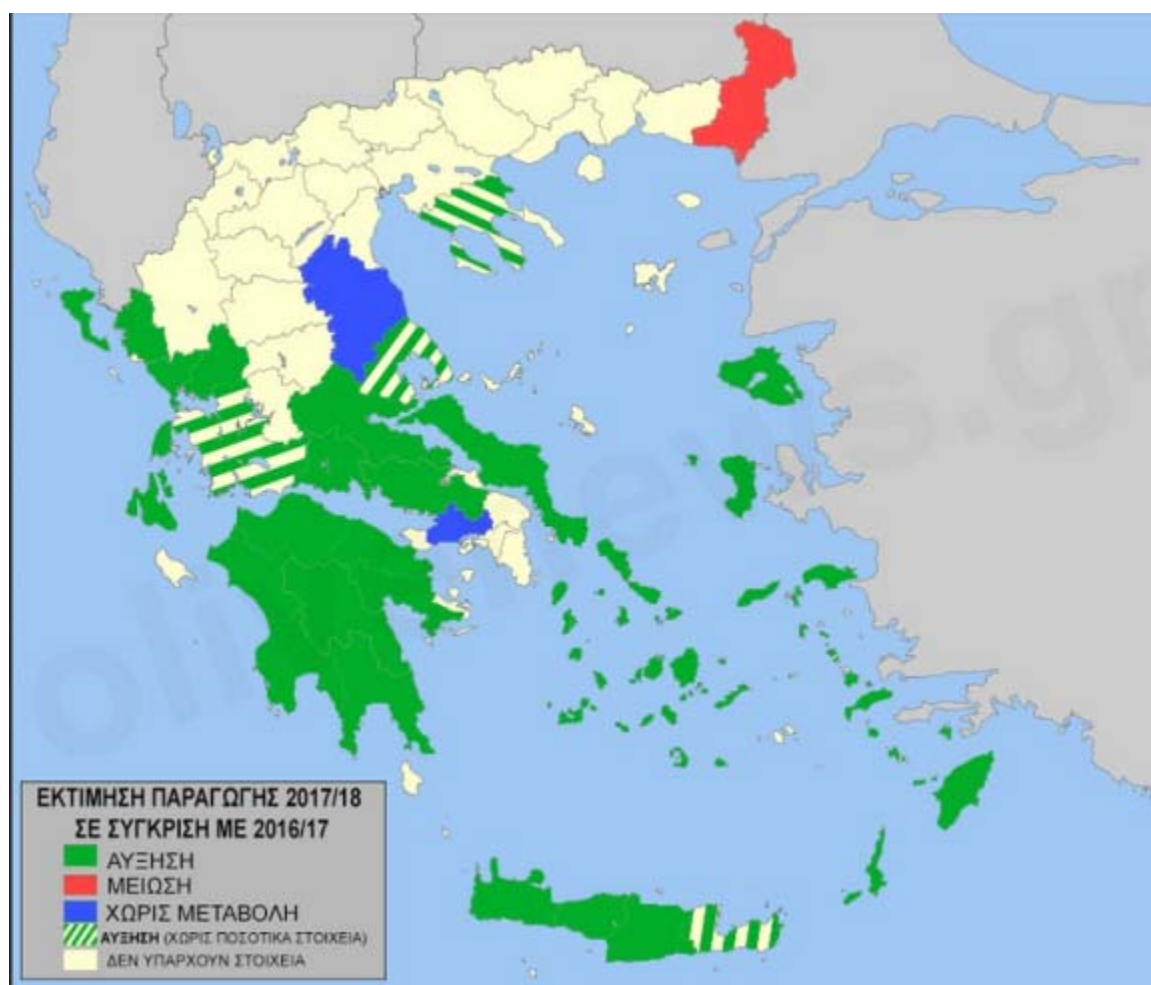 ΕΚΤΙΜΗΣΗ ΠΑΡΑΓΩΓΗΣ 2017/18
ΣΕ ΣΥΓΚΡΙΣΗ ΜΕ 2016/17
ΑΥΞΗΣΗ
ΜΕΙΩΣΗ
ΧΩΡΙΣ ΜΕΤΑΒΟΛΗ
ΑΥΞΗΣΗ (ΧΩΡΙΣ ΠΟΣΟΤΙΚΑ ΣΤΟΙΧΕΙΑ)
ΔΕΝ ΥΠΑΡΧΟΥΝ ΣΤΟΙΧΕΙΑ